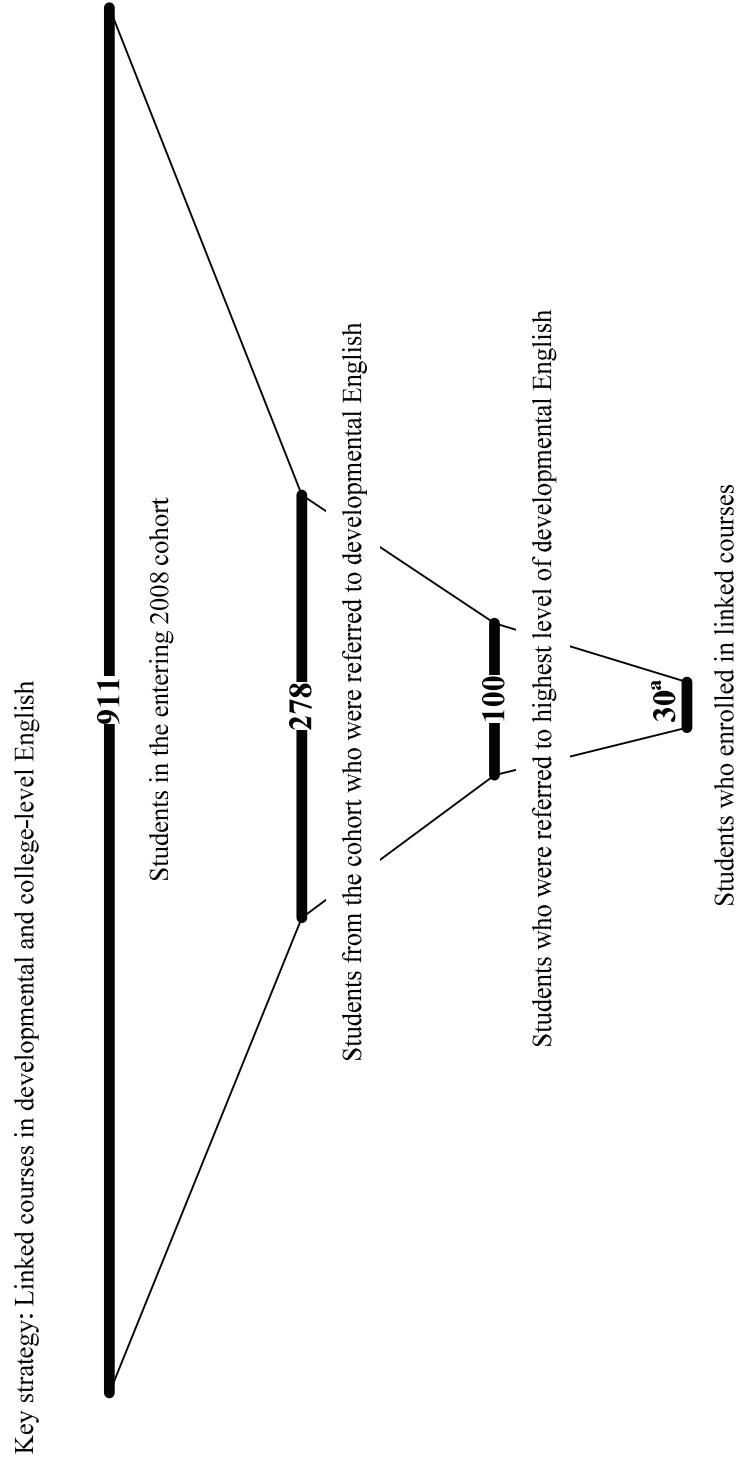 Key strategy: Linked courses in developmental and college-level English
911
Students in the entering 2008 cohort
278
Students from the cohort who were referred to developmental English
100
Students who were referred to highest level of developmental English
30ᵃ
Students who enrolled in linked courses